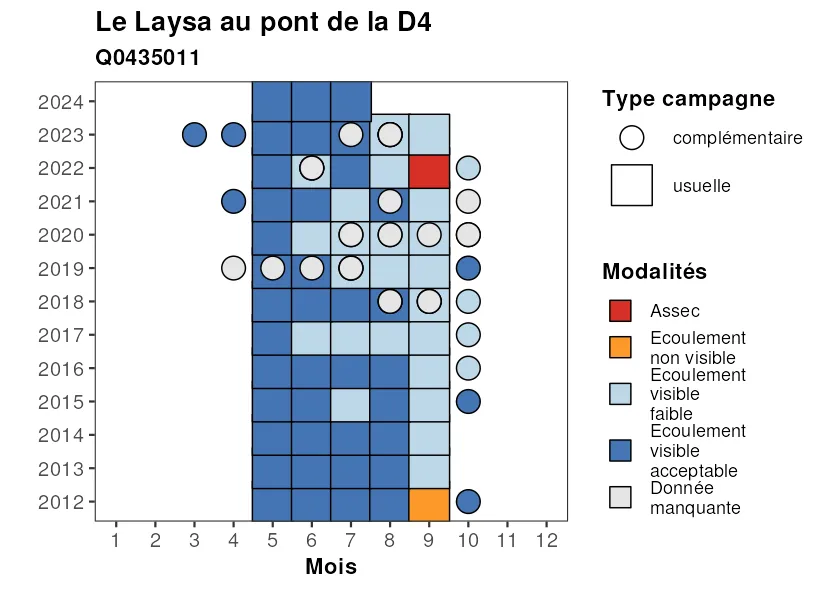 Le Laysa au pont de la D4
Q0435011
2024
2023
2022
2021
2020
2019
2018
2017
2016
2015
2014
2013
2012
1 2 3 4 5 6 7 8 9 10 11 12
Mois
Type campagne
complémentaire
usuelle
Modalités
Assec
Ecoulement
non visible
Ecoulement
visible
faible
Ecoulement
visible
acceptable
Donnée
manquante